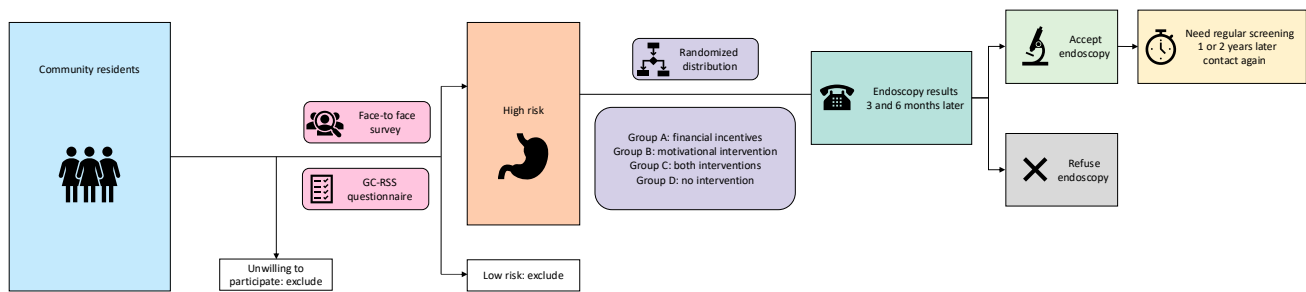 Community residents
Face-to face
survey
GC-RSS
questionnaire
Unwilling to
participate: exclude
High risk
Low risk: exclude
Randomized
distribution
Group A: financial incentives
Group B: motivational intervention
Group C: both interventions
Group D: no intervention
Endoscopy results
3 and 6 months later
Accept
endoscopy
Need regular screening
1 or 2 years later
contact again
Refuse
endoscopy